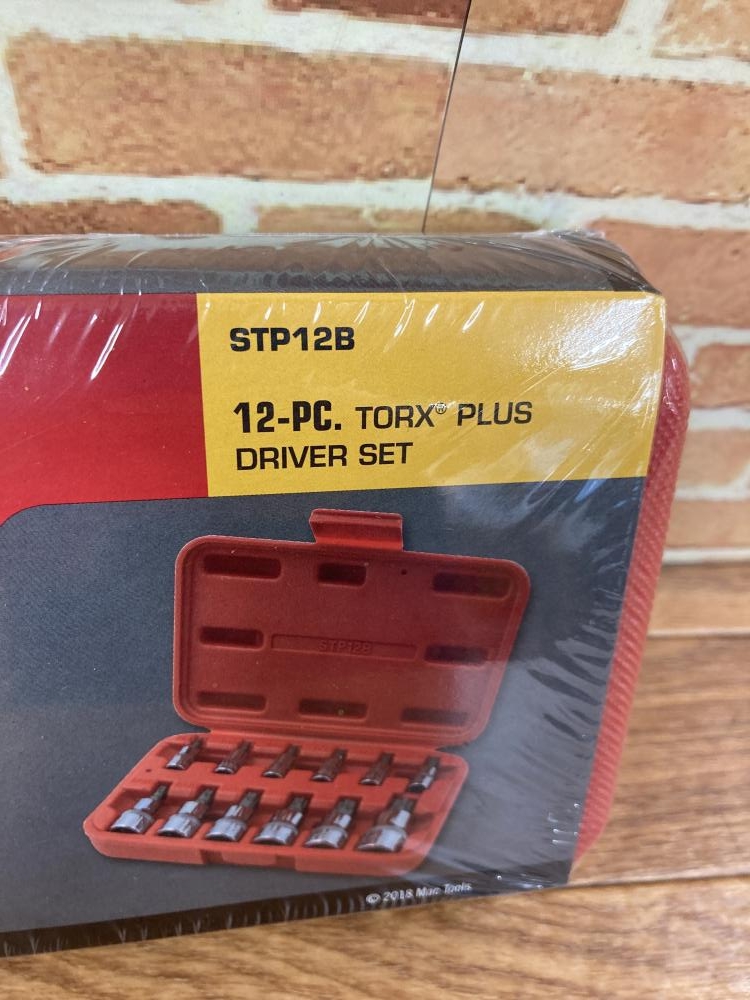 STP12B
12-PC. TORX® PLUS
DRIVER SET
STP12B
© 2018 Mac Tools